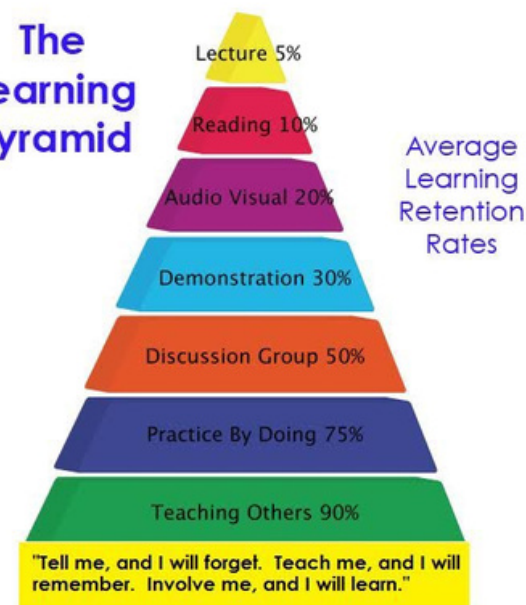 The
earning
yramid
Lecture 5%
Reading 10%
Audio Visual 20%
Average
Learning
Retention
Rates
Demonstration 30%
Discussion Group 50%
Practice By Doing 75%
Teaching Others 90%
"Tell me, and I will forget.  Teach me, and I will
remember.  Involve me, and I will learn."